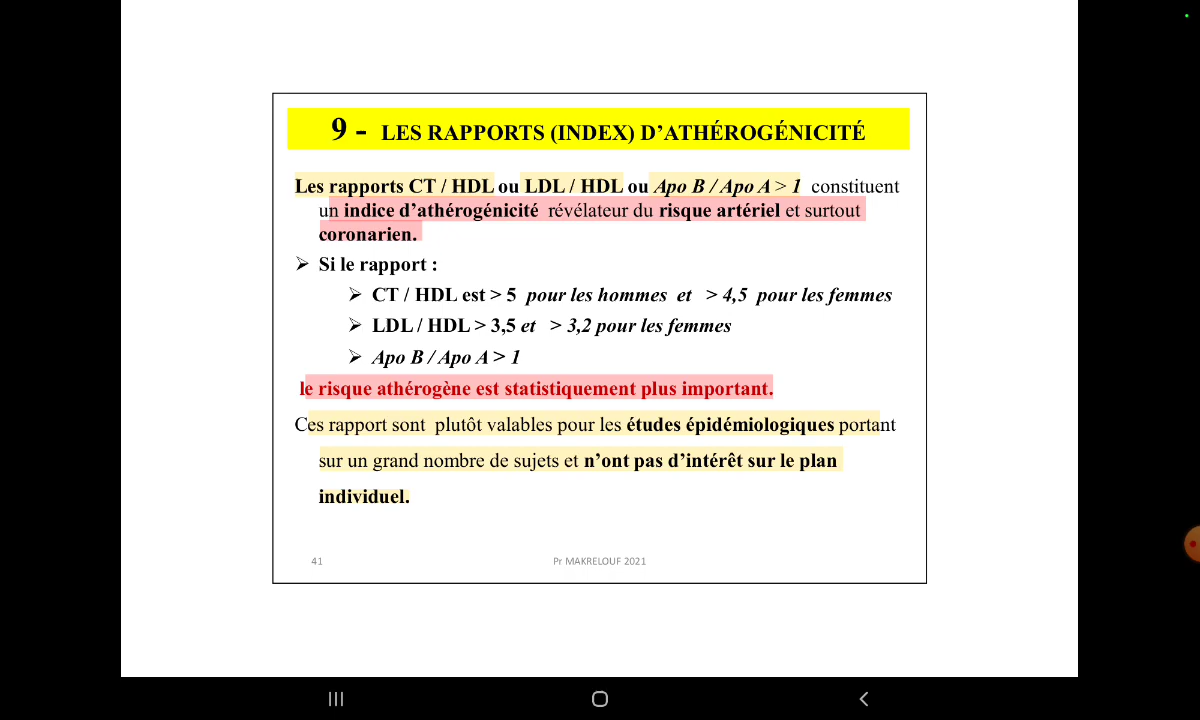 9 - LES RAPPORTS (INDEX) D’ATHÉROGÉNICITÉ
Les rapports CT / HDL ou LDL / HDL ou Apo B / Apo A > 1 constituent
un indice d’athérogénicité révélateur du risque artériel et surtout
coronarien.
➢ Si le rapport :
➢ CT / HDL est > 5 pour les hommes et > 4,5 pour les femmes
➢ LDL / HDL > 3,5 et > 3,2 pour les femmes
➢ Apo B / Apo A > 1
le risque athérogène est statistiquement plus important.
Ces rapport sont plutôt valables pour les études épidémiologiques portant
sur un grand nombre de sujets et n’ont pas d’intérêt sur le plan
individuel.
41 Pr MAKRELOUF 2021